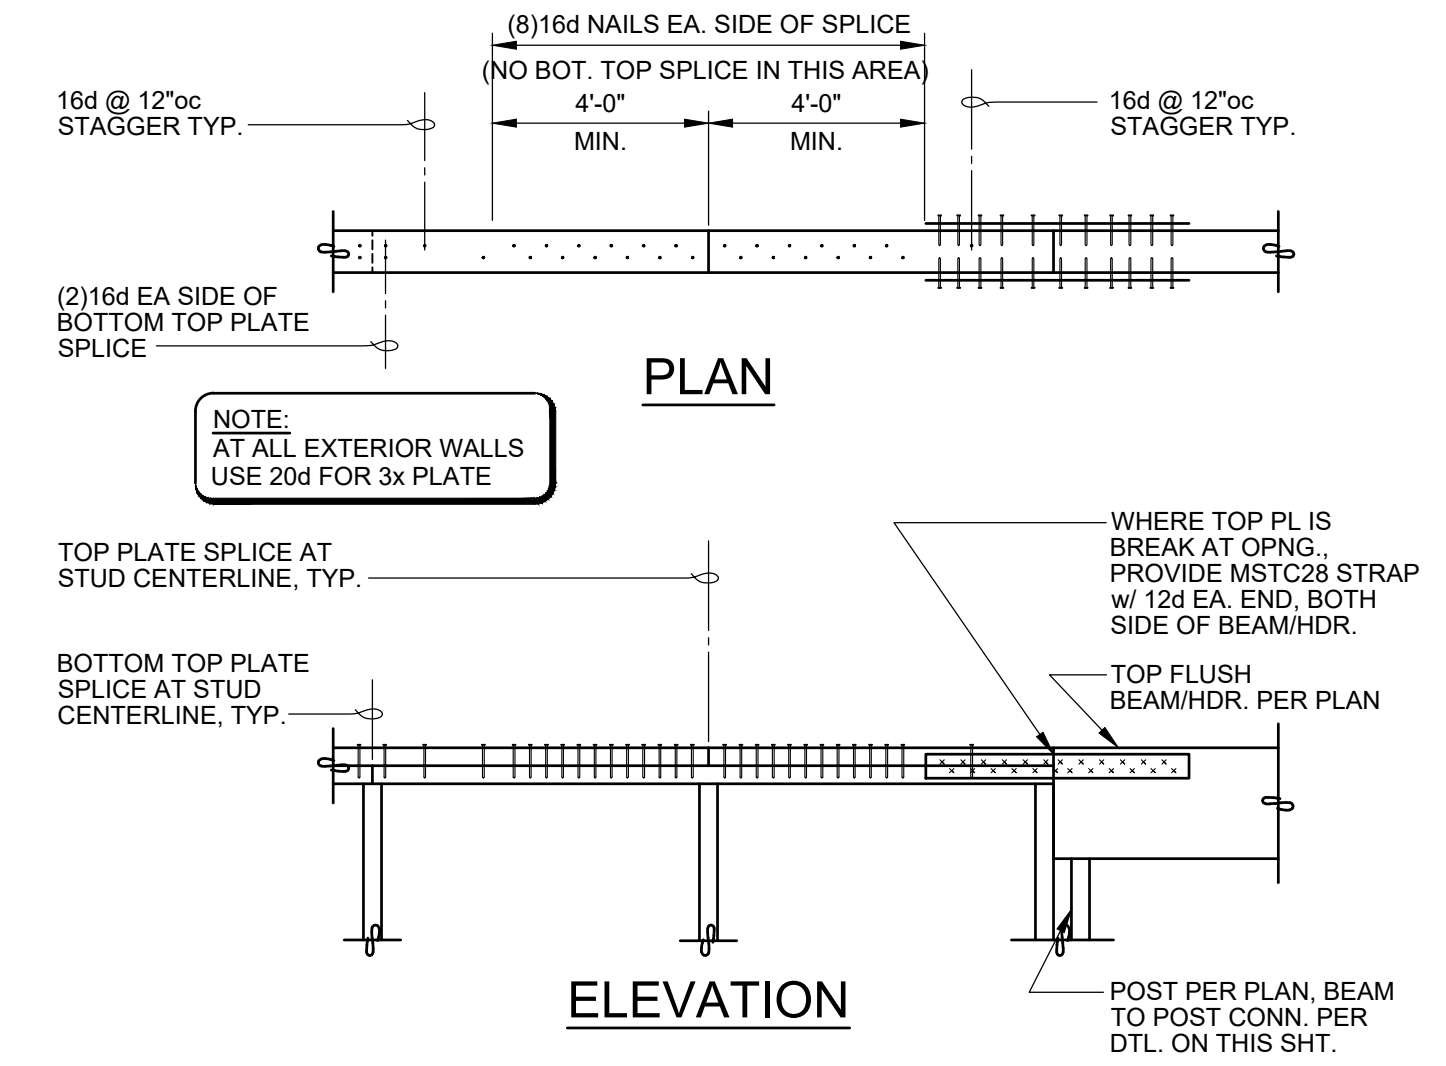 (8)16d NAILS EA. SIDE OF SPLICE
(NO BOT. TOP SPLICE IN THIS AREA)
4'-0"
MIN.
4'-0"
MIN.
16d @ 12"oc
STAGGER TYP.
16d @ 12"oc
STAGGER TYP.
(2)16d EA SIDE OF
BOTTOM TOP PLATE
SPLICE
PLAN
NOTE:
AT ALL EXTERIOR WALLS
USE 20d FOR 3x PLATE
TOP PLATE SPLICE AT
STUD CENTERLINE, TYP.
BOTTOM TOP PLATE
SPLICE AT STUD
CENTERLINE, TYP.
WHERE TOP PL IS
BREAK AT OPNG.,
PROVIDE MSTC28 STRAP
w/ 12d EA. END, BOTH
SIDE OF BEAM/HDR.
TOP FLUSH
BEAM/HDR. PER PLAN
ELEVATION
POST PER PLAN, BEAM
TO POST CONN. PER
DTL. ON THIS SHT.